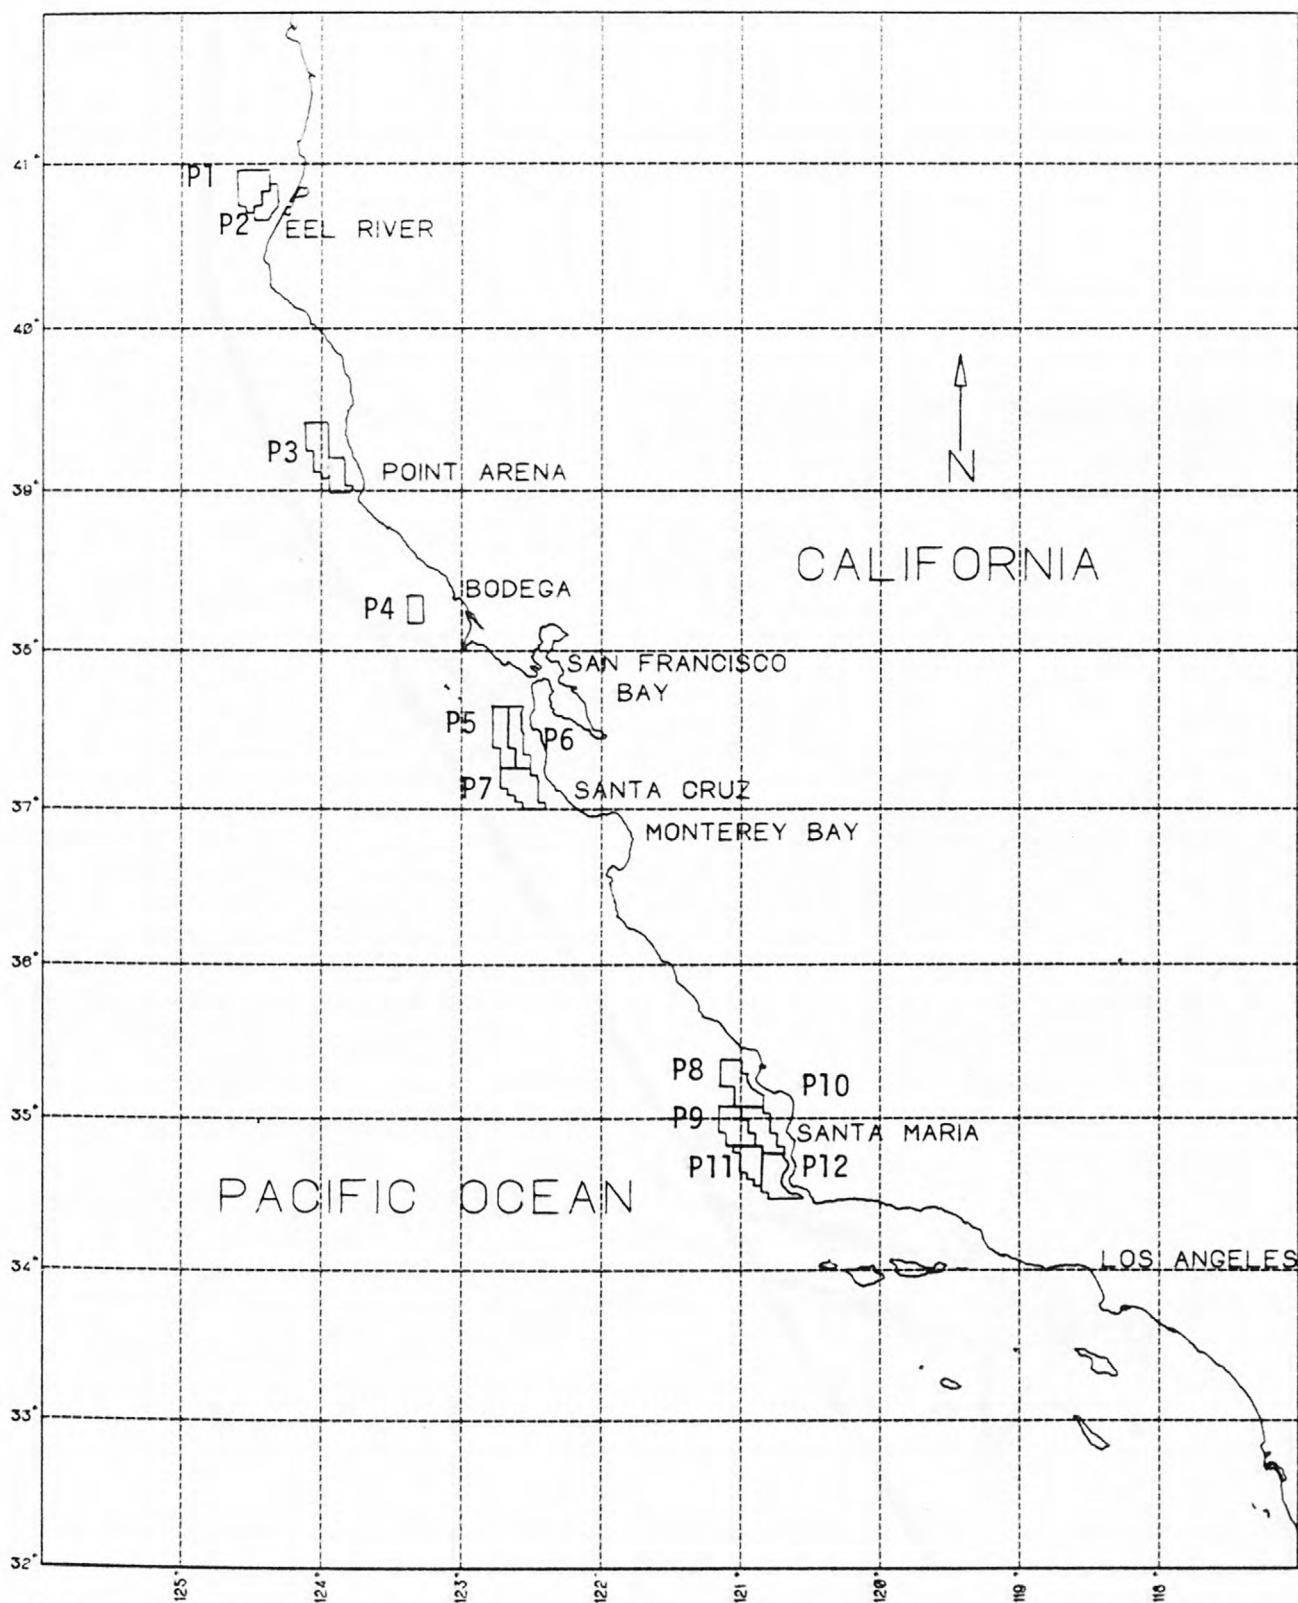 41°
P1
P2
EEL RIVER
40°
P3
POINT ARENA
N
39°
CALIFORNIA
BODEGA
P4
38°
SAN FRANCISCO
BAY
P5
P6
P7
SANTA CRUZ
37°
MONTEREY BAY
36°
P8
P10
35°
P9
SANTA MARIA
P11
P12
PACIFIC OCEAN
34°
LOS ANGELES
33°
32°
125°
124°
123°
122°
121°
120°
119°
118°